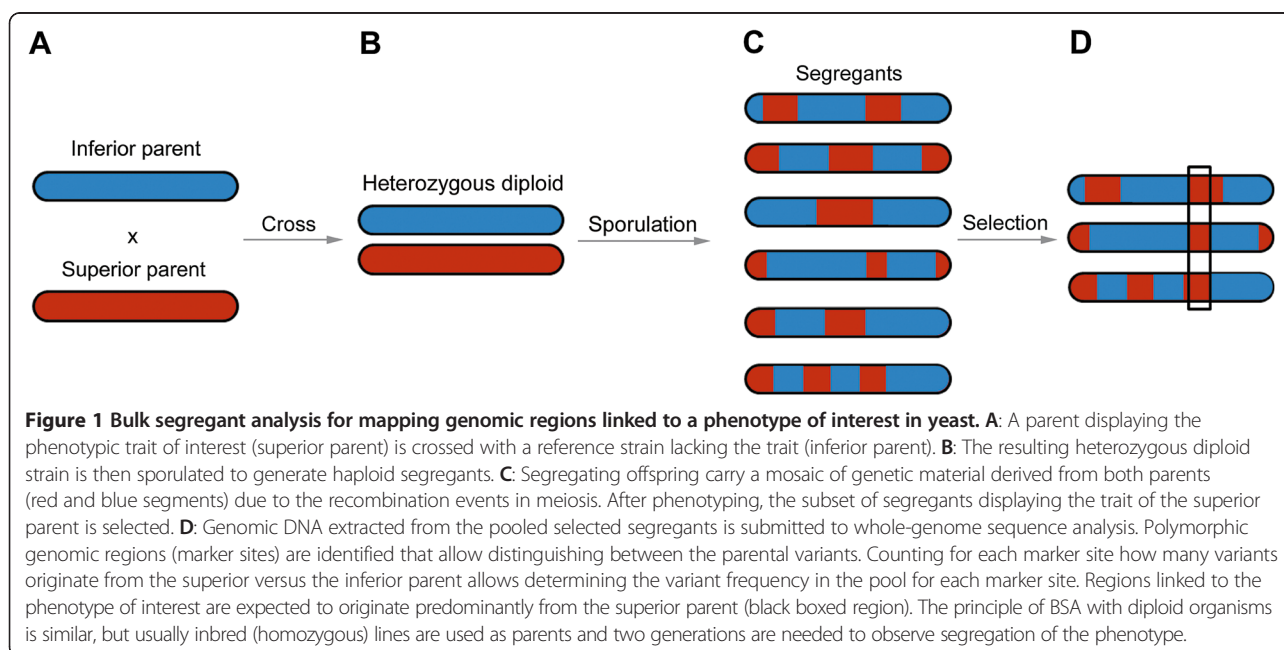 A
B
C
D
Segregants
Inferior parent
Heterozygous diploid
Cross
Sporulation
Selection
x
Superior parent
Figure 1 Bulk segregant analysis for mapping genomic regions linked to a phenotype of interest in yeast. A: A parent displaying the
phenotypic trait of interest (superior parent) is crossed with a reference strain lacking the trait (inferior parent). B: The resulting heterozygous diploid
strain is then sporulated to generate haploid segregants. C: Segregating offspring carry a mosaic of genetic material derived from both parents
(red and blue segments) due to the recombination events in meiosis. After phenotyping, the subset of segregants displaying the trait of the superior
parent is selected. D: Genomic DNA extracted from the pooled selected segregants is submitted to whole-genome sequence analysis. Polymorphic
genomic regions (marker sites) are identified that allow distinguishing between the parental variants. Counting for each marker site how many variants
originate from the superior versus the inferior parent allows determining the variant frequency in the pool for each marker site. Regions linked to the
phenotype of interest are expected to originate predominantly from the superior parent (black boxed region). The principle of BSA with diploid organisms
is similar, but usually inbred (homozygous) lines are used as parents and two generations are needed to observe segregation of the phenotype.